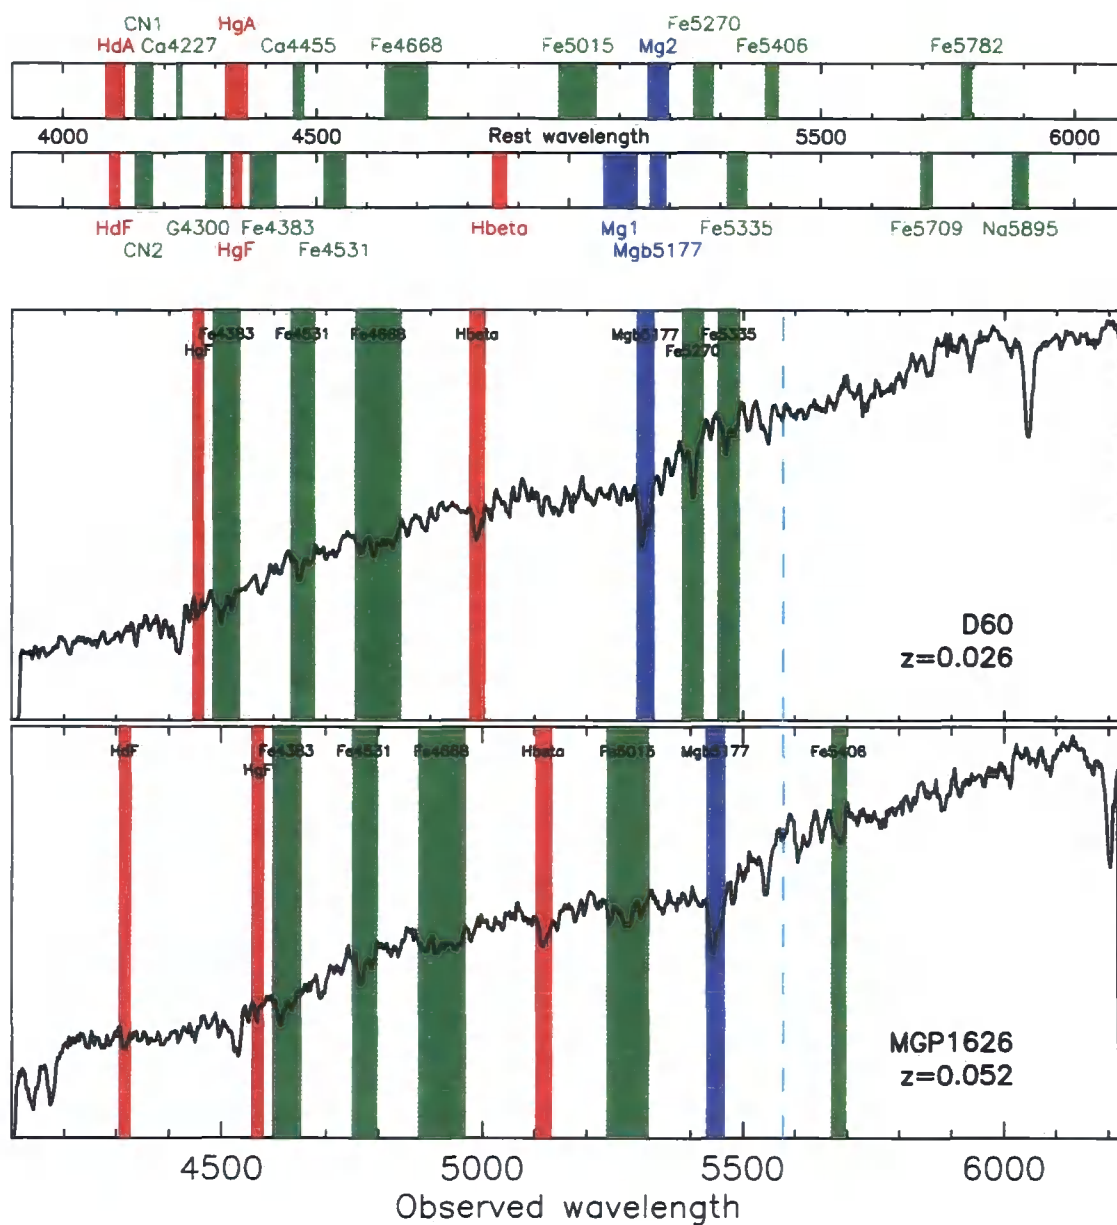 CN1 HgA Fe5270
HdA Ca4227 Ca4455 Fe4668 Fe5015 Mg2 Fe5406 Fe5782
4000 4500 Rest wavelength 5500 6000
HdF G4300 Fe4383 Hbeta Mg1 Fe5335 Fe5709 Na5895
CN2 HgF Fe4531 Mgb5177
Fe4383 Fe4531 Fe4668 Hbeta Mgb5177 Fe5335
HgF Fe5270
D60
z=0.026
HdF Fe4383 Fe4531 Fe4668 Hbeta Fe5015 Mgb5177 Fe5406
HgF
MGP1626
z=0.052
4500 5000 5500 6000
Observed wavelength